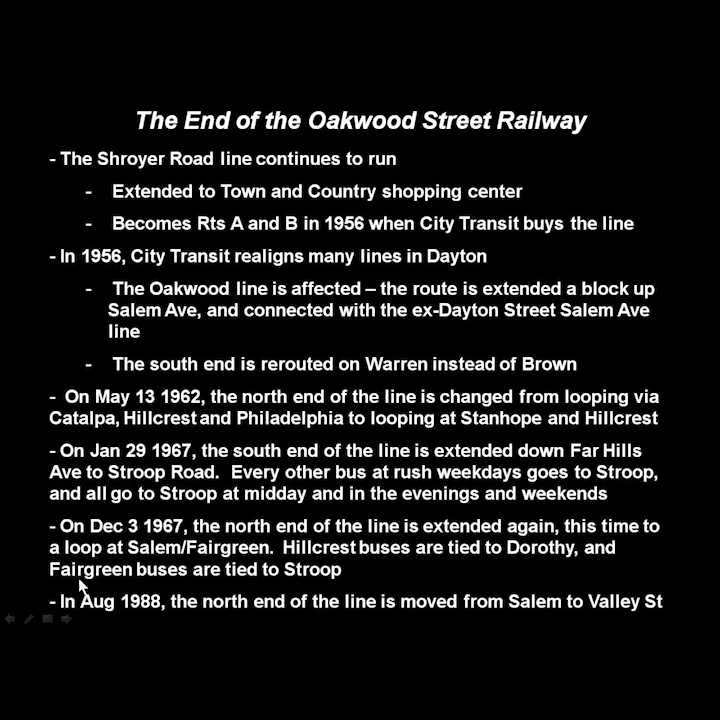 The End of the Oakwood Street Railway
- The Shroyer Road line continues to run
- Extended to Town and Country shopping center
- Becomes Rts A and B in 1956 when City Transit buys the line
- In 1956, City Transit realigns many lines in Dayton
- The Oakwood line is affected – the route is extended a block up
Salem Ave, and connected with the ex-Dayton Street Salem Ave
line
- The south end is rerouted on Warren instead of Brown
- On May 13 1962, the north end of the line is changed from looping via
Catalpa, Hillcrest and Philadelphia to looping at Stanhope and Hillcrest
- On Jan 29 1967, the south end of the line is extended down Far Hills
Ave to Stroop Road. Every other bus at rush weekdays goes to Stroop,
and all go to Stroop at midday and in the evenings and weekends
- On Dec 3 1967, the north end of the line is extended again, this time to
a loop at Salem/Fairgreen. Hillcrest buses are tied to Dorothy, and
Fairgreen buses are tied to Stroop
- In Aug 1988, the north end of the line is moved from Salem to Valley St